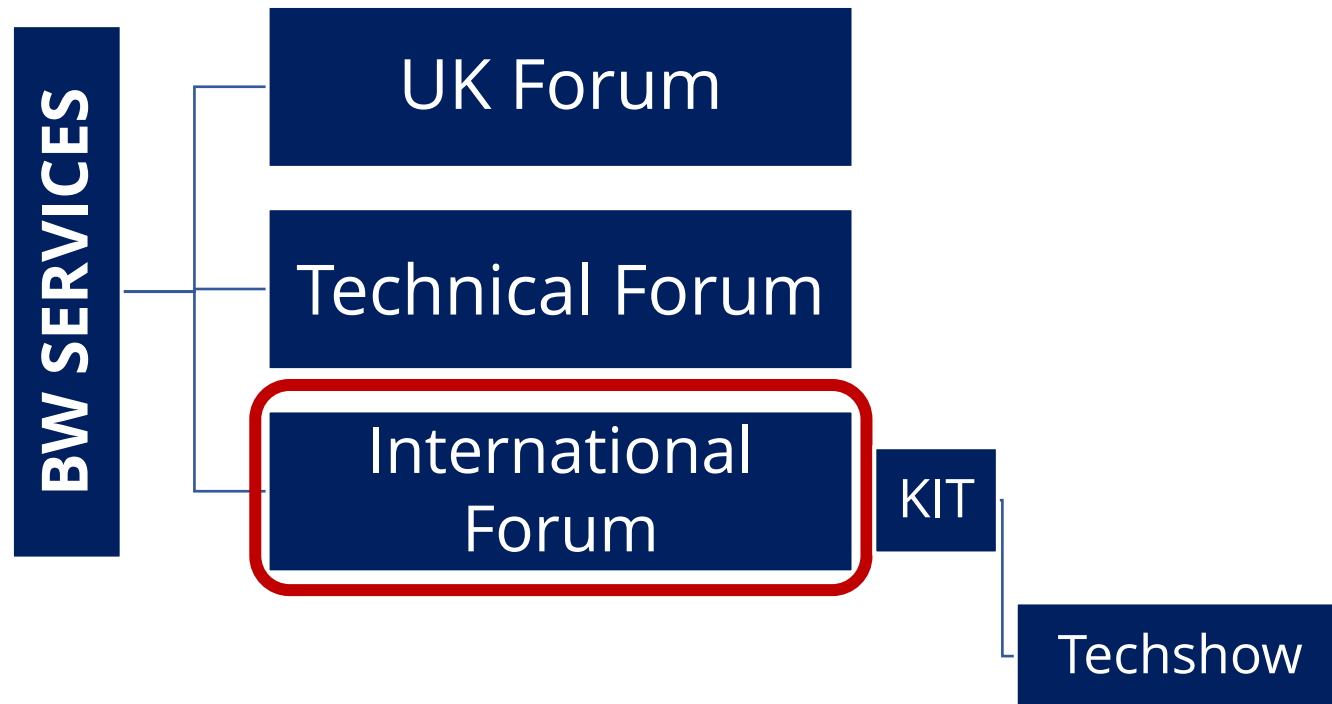 BW SERVICES
UK Forum
Technical Forum
International
Forum
KIT
Techshow